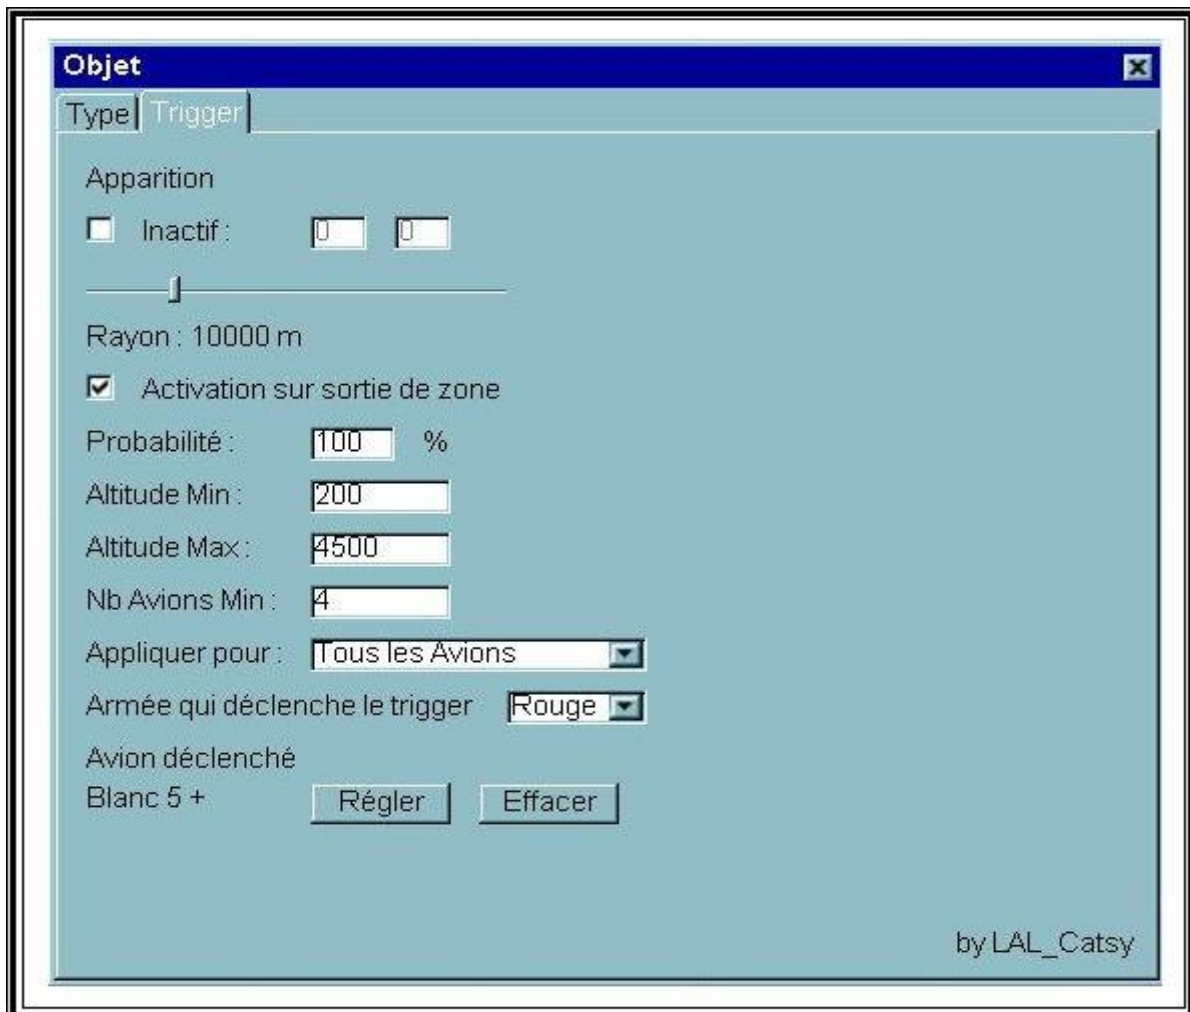 Objet
Type Trigger
Apparition
Inactif : 0 0
Rayon : 10000 m
Activation sur sortie de zone
Probabilité : 100 %
Altitude Min : 200
Altitude Max : 4500
Nb Avions Min : 4
Appliquer pour : Tous les Avions
Armée qui déclenche le trigger Rouge
Avion déclenché
Blanc 5 + Régler Effacer
by LAL_Catsy